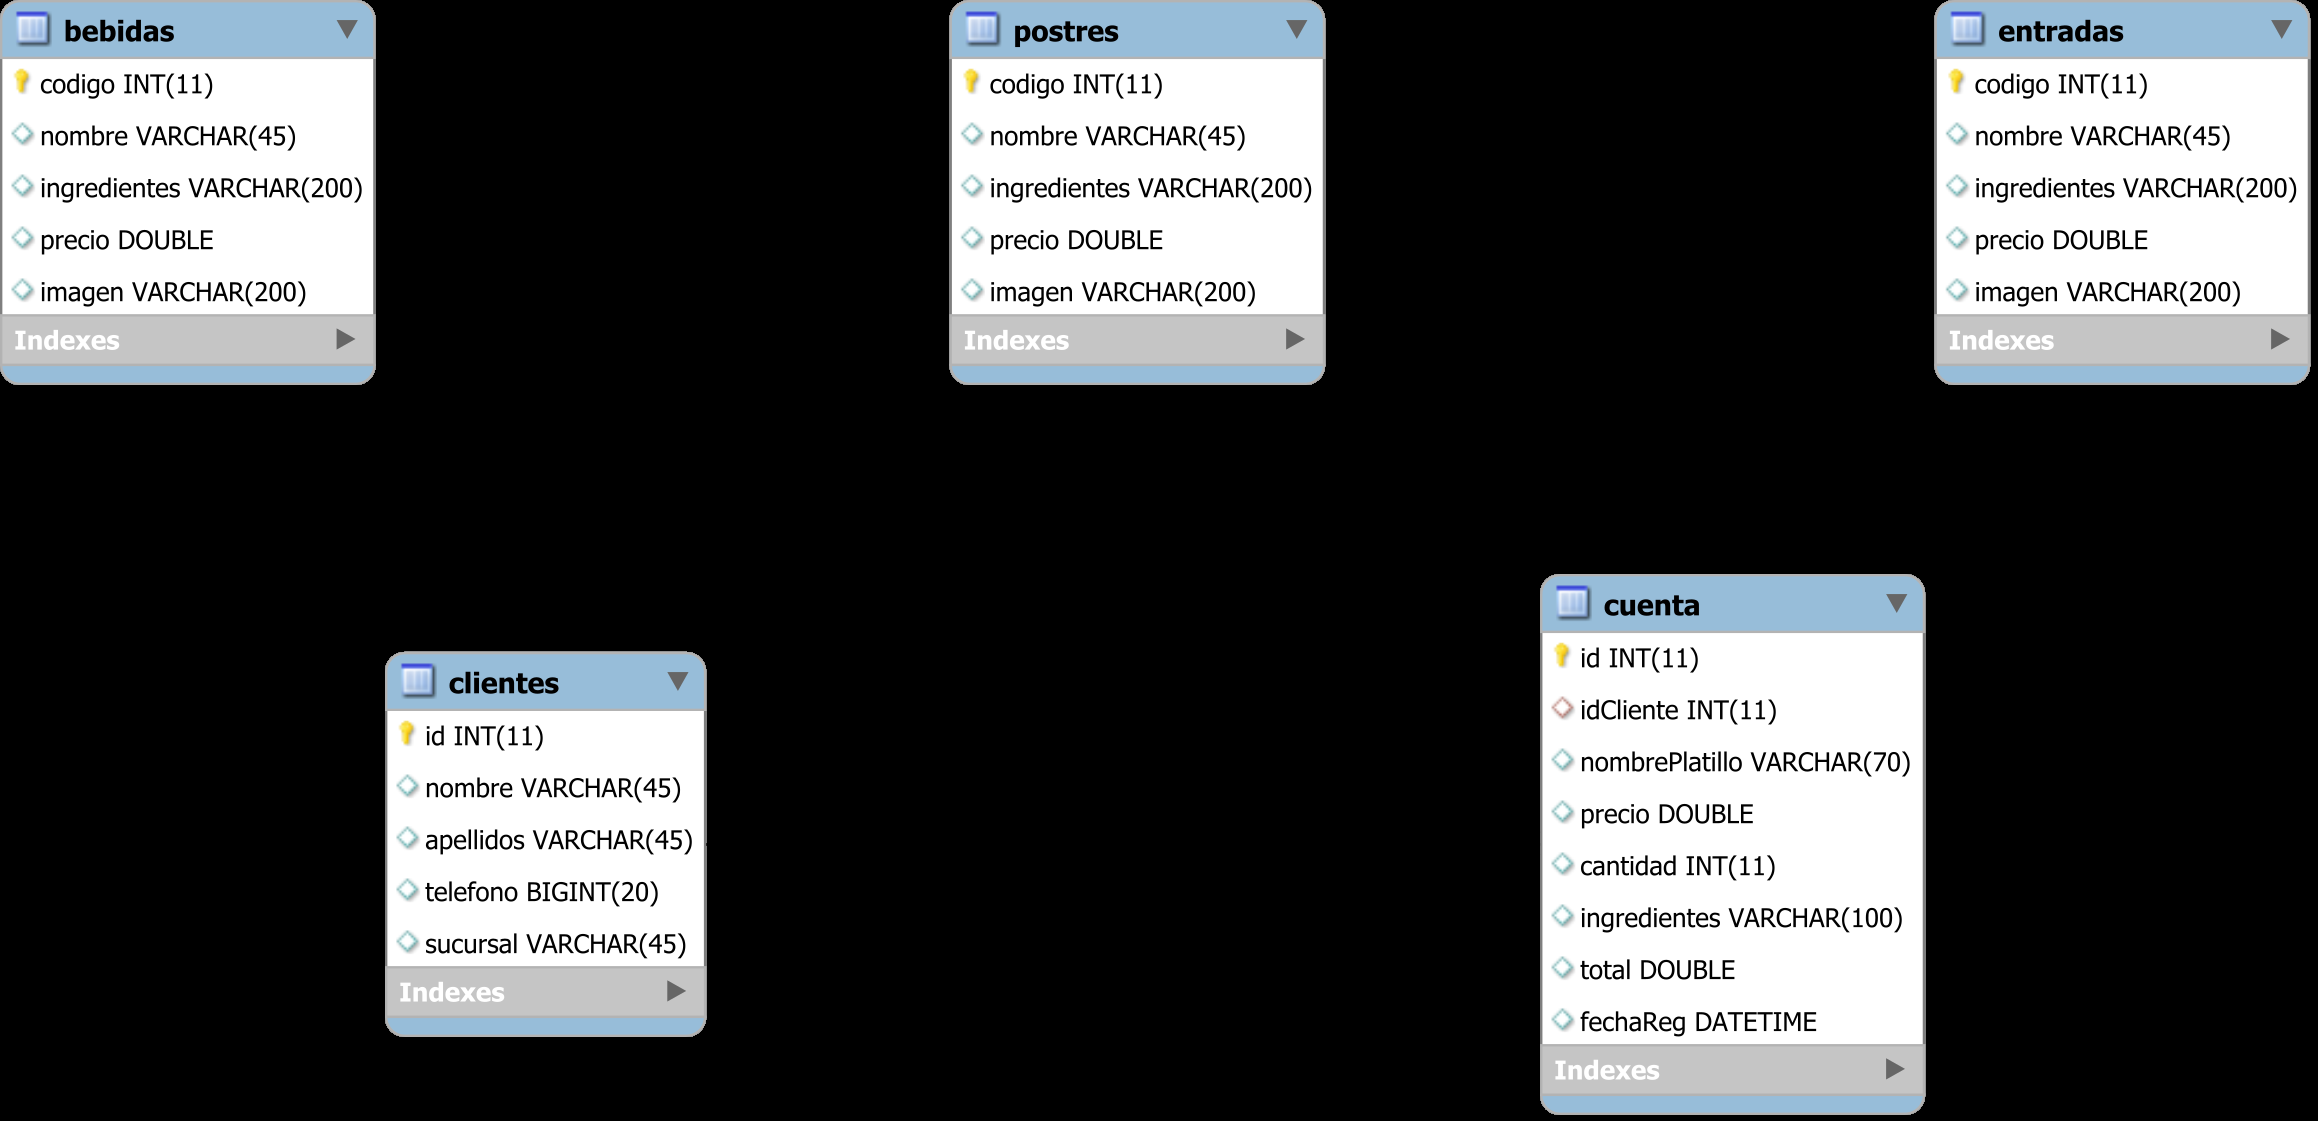 bebidas
codigo INT(11)
nombre VARCHAR(45)
ingredientes VARCHAR(200)
precio DOUBLE
imagen VARCHAR(200)
Indexes
postres
codigo INT(11)
nombre VARCHAR(45)
ingredientes VARCHAR(200)
precio DOUBLE
imagen VARCHAR(200)
Indexes
entradas
codigo INT(11)
nombre VARCHAR(45)
ingredientes VARCHAR(200)
precio DOUBLE
imagen VARCHAR(200)
Indexes
clientes
id INT(11)
nombre VARCHAR(45)
apellidos VARCHAR(45)
telefono BIGINT(20)
sucursal VARCHAR(45)
Indexes
cuenta
id INT(11)
idCliente INT(11)
nombrePlatillo VARCHAR(70)
precio DOUBLE
cantidad INT(11)
ingredientes VARCHAR(100)
total DOUBLE
fechaReg DATETIME
Indexes